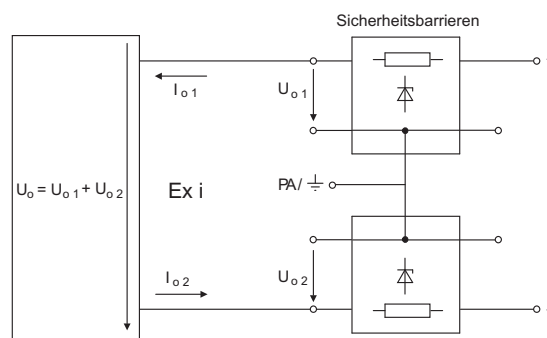 Sicherheitsbarrieren
I o 1
U o 1
U o = U o 1 + U o 2
Ex i
PA/
I o 2
U o 2